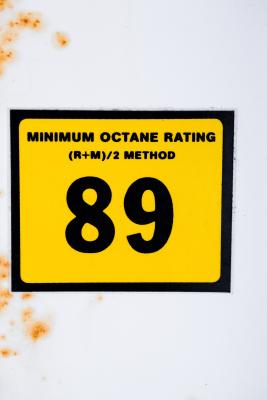 MINIMUM OCTANE RATING
(R+M)/2 METHOD
89